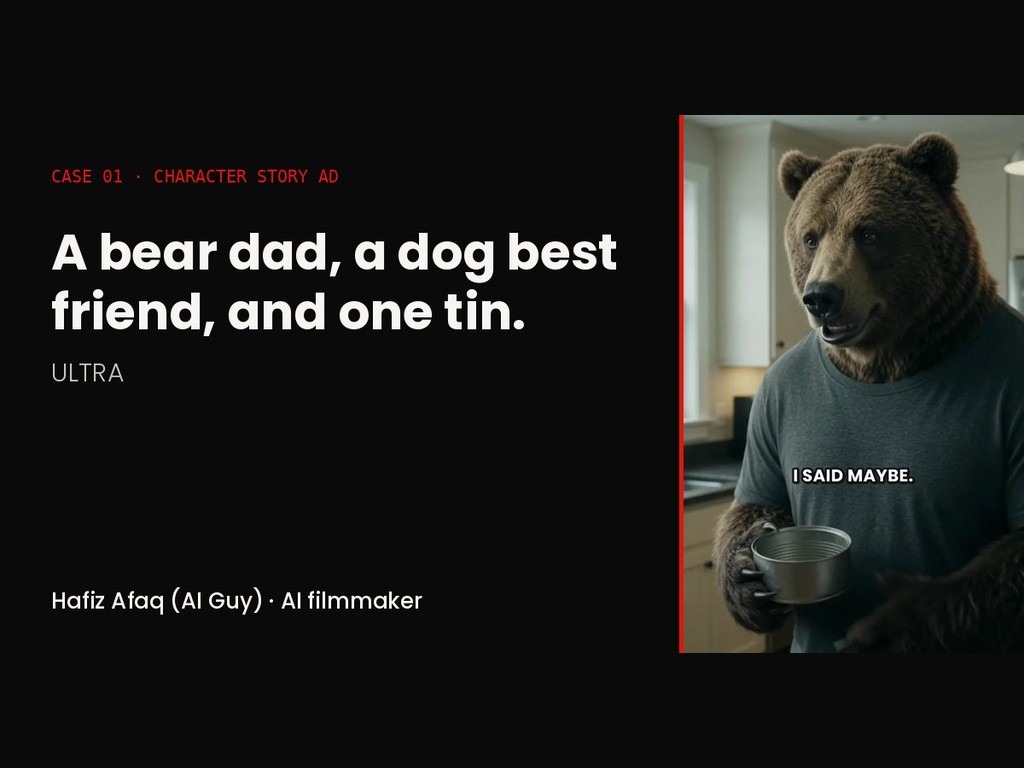 CASE 01 · CHARACTER STORY AD
A bear dad, a dog best
friend, and one tin.
ULTRA
I SAID MAYBE.
Hafiz Afaq (AI Guy) · AI filmmaker